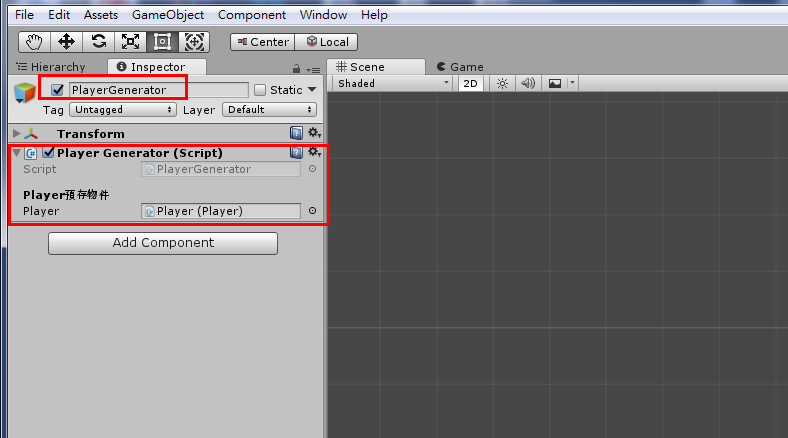 File Edit Assets GameObject Component Window Help
Center Local
Hierarchy Inspector
Scene Game
PlayerGenerator Static
Shaded 2D
Tag Untagged Layer Default
Transform
Player Generator (Script)
Script PlayerGenerator
Player預存物件
Player Player (Player)
Add Component